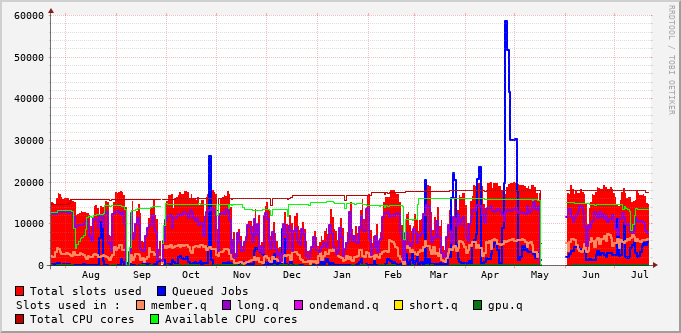 RRDTOOL / TOBI OETIKER
60000
50000
40000
30000
20000
10000
0
Aug Sep Oct Nov Dec Jan Feb Mar Apr May Jun Jul
Total slots used Queued Jobs
Slots used in : member.q long.q ondemand.q short.q gpu.q
Total CPU cores Available CPU cores